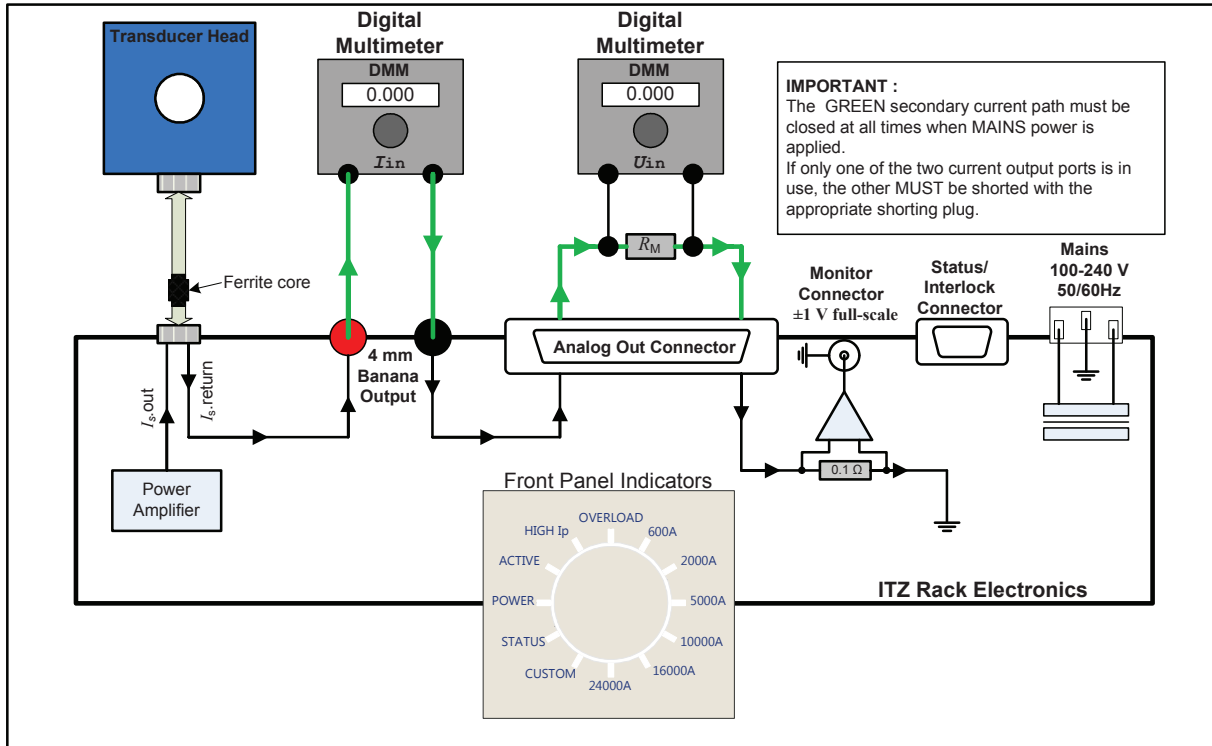 Transducer Head
Digital
Multimeter
DMM
0.000
Iin
Digital
Multimeter
DMM
0.000
Uin
IMPORTANT :
The GREEN secondary current path must be
closed at all times when MAINS power is
applied.
If only one of the two current output ports is in
use, the other MUST be shorted with the
appropriate shorting plug.
RM
Ferrite core
Monitor
Connector
±1 V full-scale
Status/
Interlock
Connector
Mains
100-240 V
50/60Hz
4 mm
Banana
Output
Analog Out Connector
Is.out
Is.return
0.1 Ω
Power
Amplifier
Front Panel Indicators
OVERLOAD
HIGH Ip
600A
ACTIVE
2000A
POWER
5000A
STATUS
10000A
CUSTOM
16000A
24000A
ITZ Rack Electronics